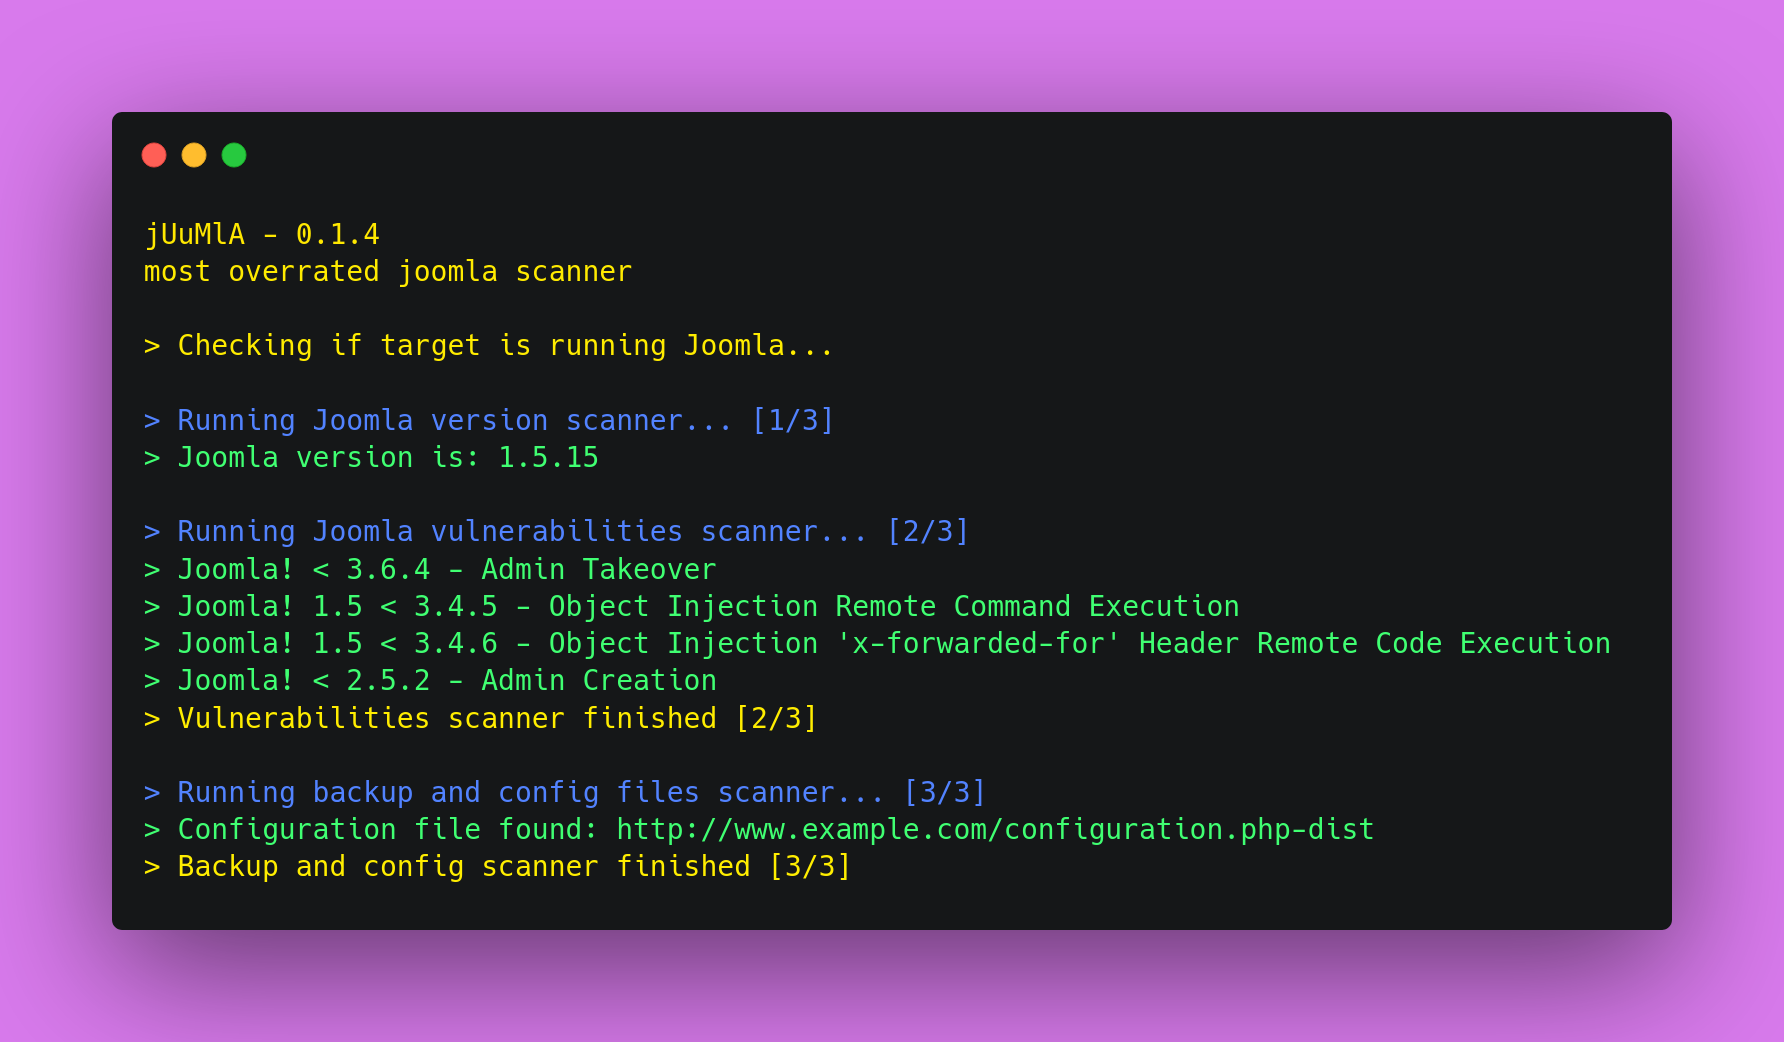 jUuMlA - 0.1.4
most overrated joomla scanner
> Checking if target is running Joomla...
> Running Joomla version scanner... [1/3]
> Joomla version is: 1.5.15
> Running Joomla vulnerabilities scanner... [2/3]
> Joomla! < 3.6.4 - Admin Takeover
> Joomla! 1.5 < 3.4.5 - Object Injection Remote Command Execution
> Joomla! 1.5 < 3.4.6 - Object Injection 'x-forwarded-for' Header Remote Code Execution
> Joomla! < 2.5.2 - Admin Creation
> Vulnerabilities scanner finished [2/3]
> Running backup and config files scanner... [3/3]
> Configuration file found: http://www.example.com/configuration.php-dist
> Backup and config scanner finished [3/3]